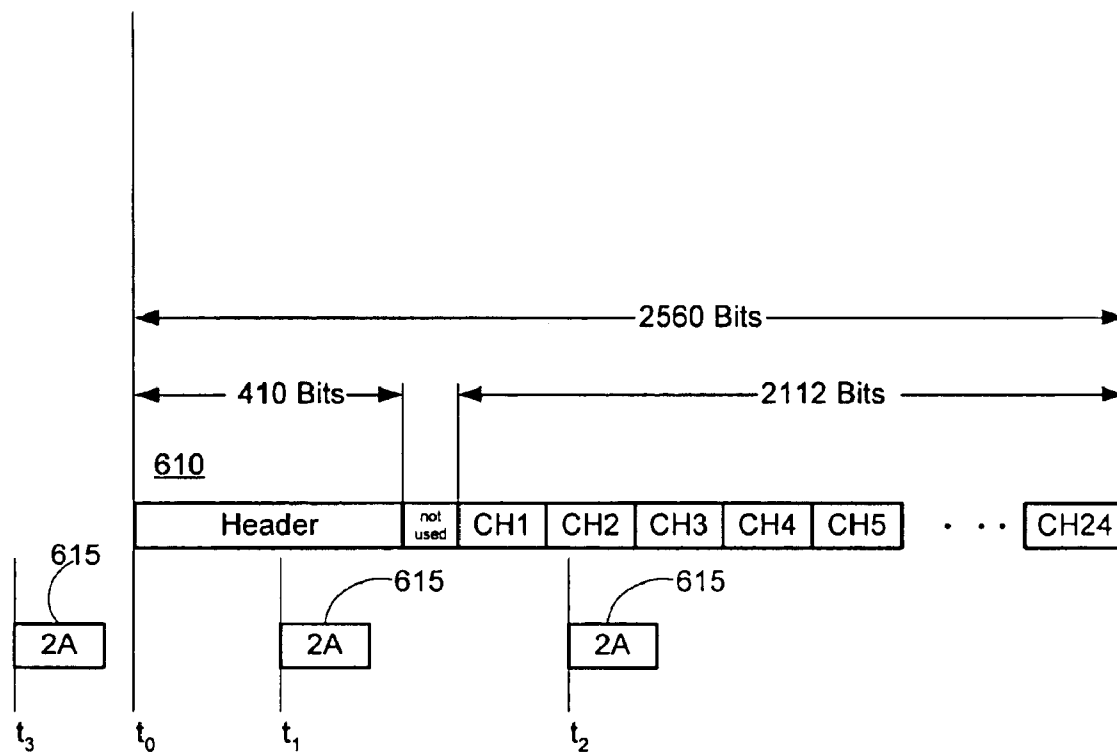 2560 Bits
410 Bits
2112 Bits
610
Header
not used
CH1
CH2
CH3
CH4
CH5
. . .
CH24
615
2A
615
2A
615
2A
t3
t0
t1
t2